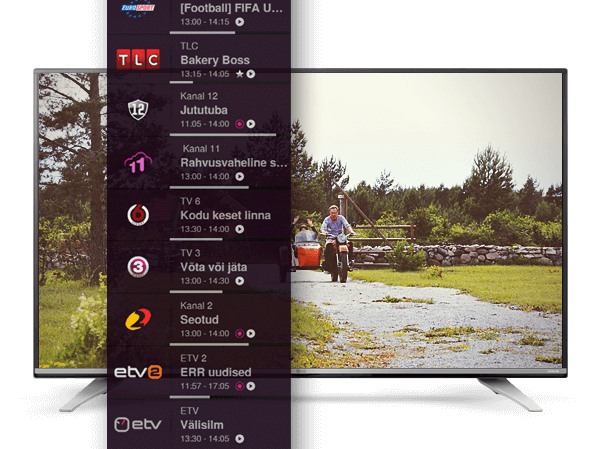 EUROSPORT
[Football] FIFA U...
13:00 - 14:15
TLC
TLC
Bakery Boss
13:15 - 14:05
12
Kanal 12
Jututuba
11:05 - 14:00
11
Kanal 11
Rahvusvaheline s...
13:00 - 14:00
TV 6
Kodu keset linna
13:30 - 14:00
3
TV 3
Võta või jäta
13:00 - 14:30
2
Kanal 2
Seotud
13:00 - 14:00
etv2
ETV 2
ERR uudised
11:57 - 17:05
etv
ETV
Välisilm
13:30 - 14:05